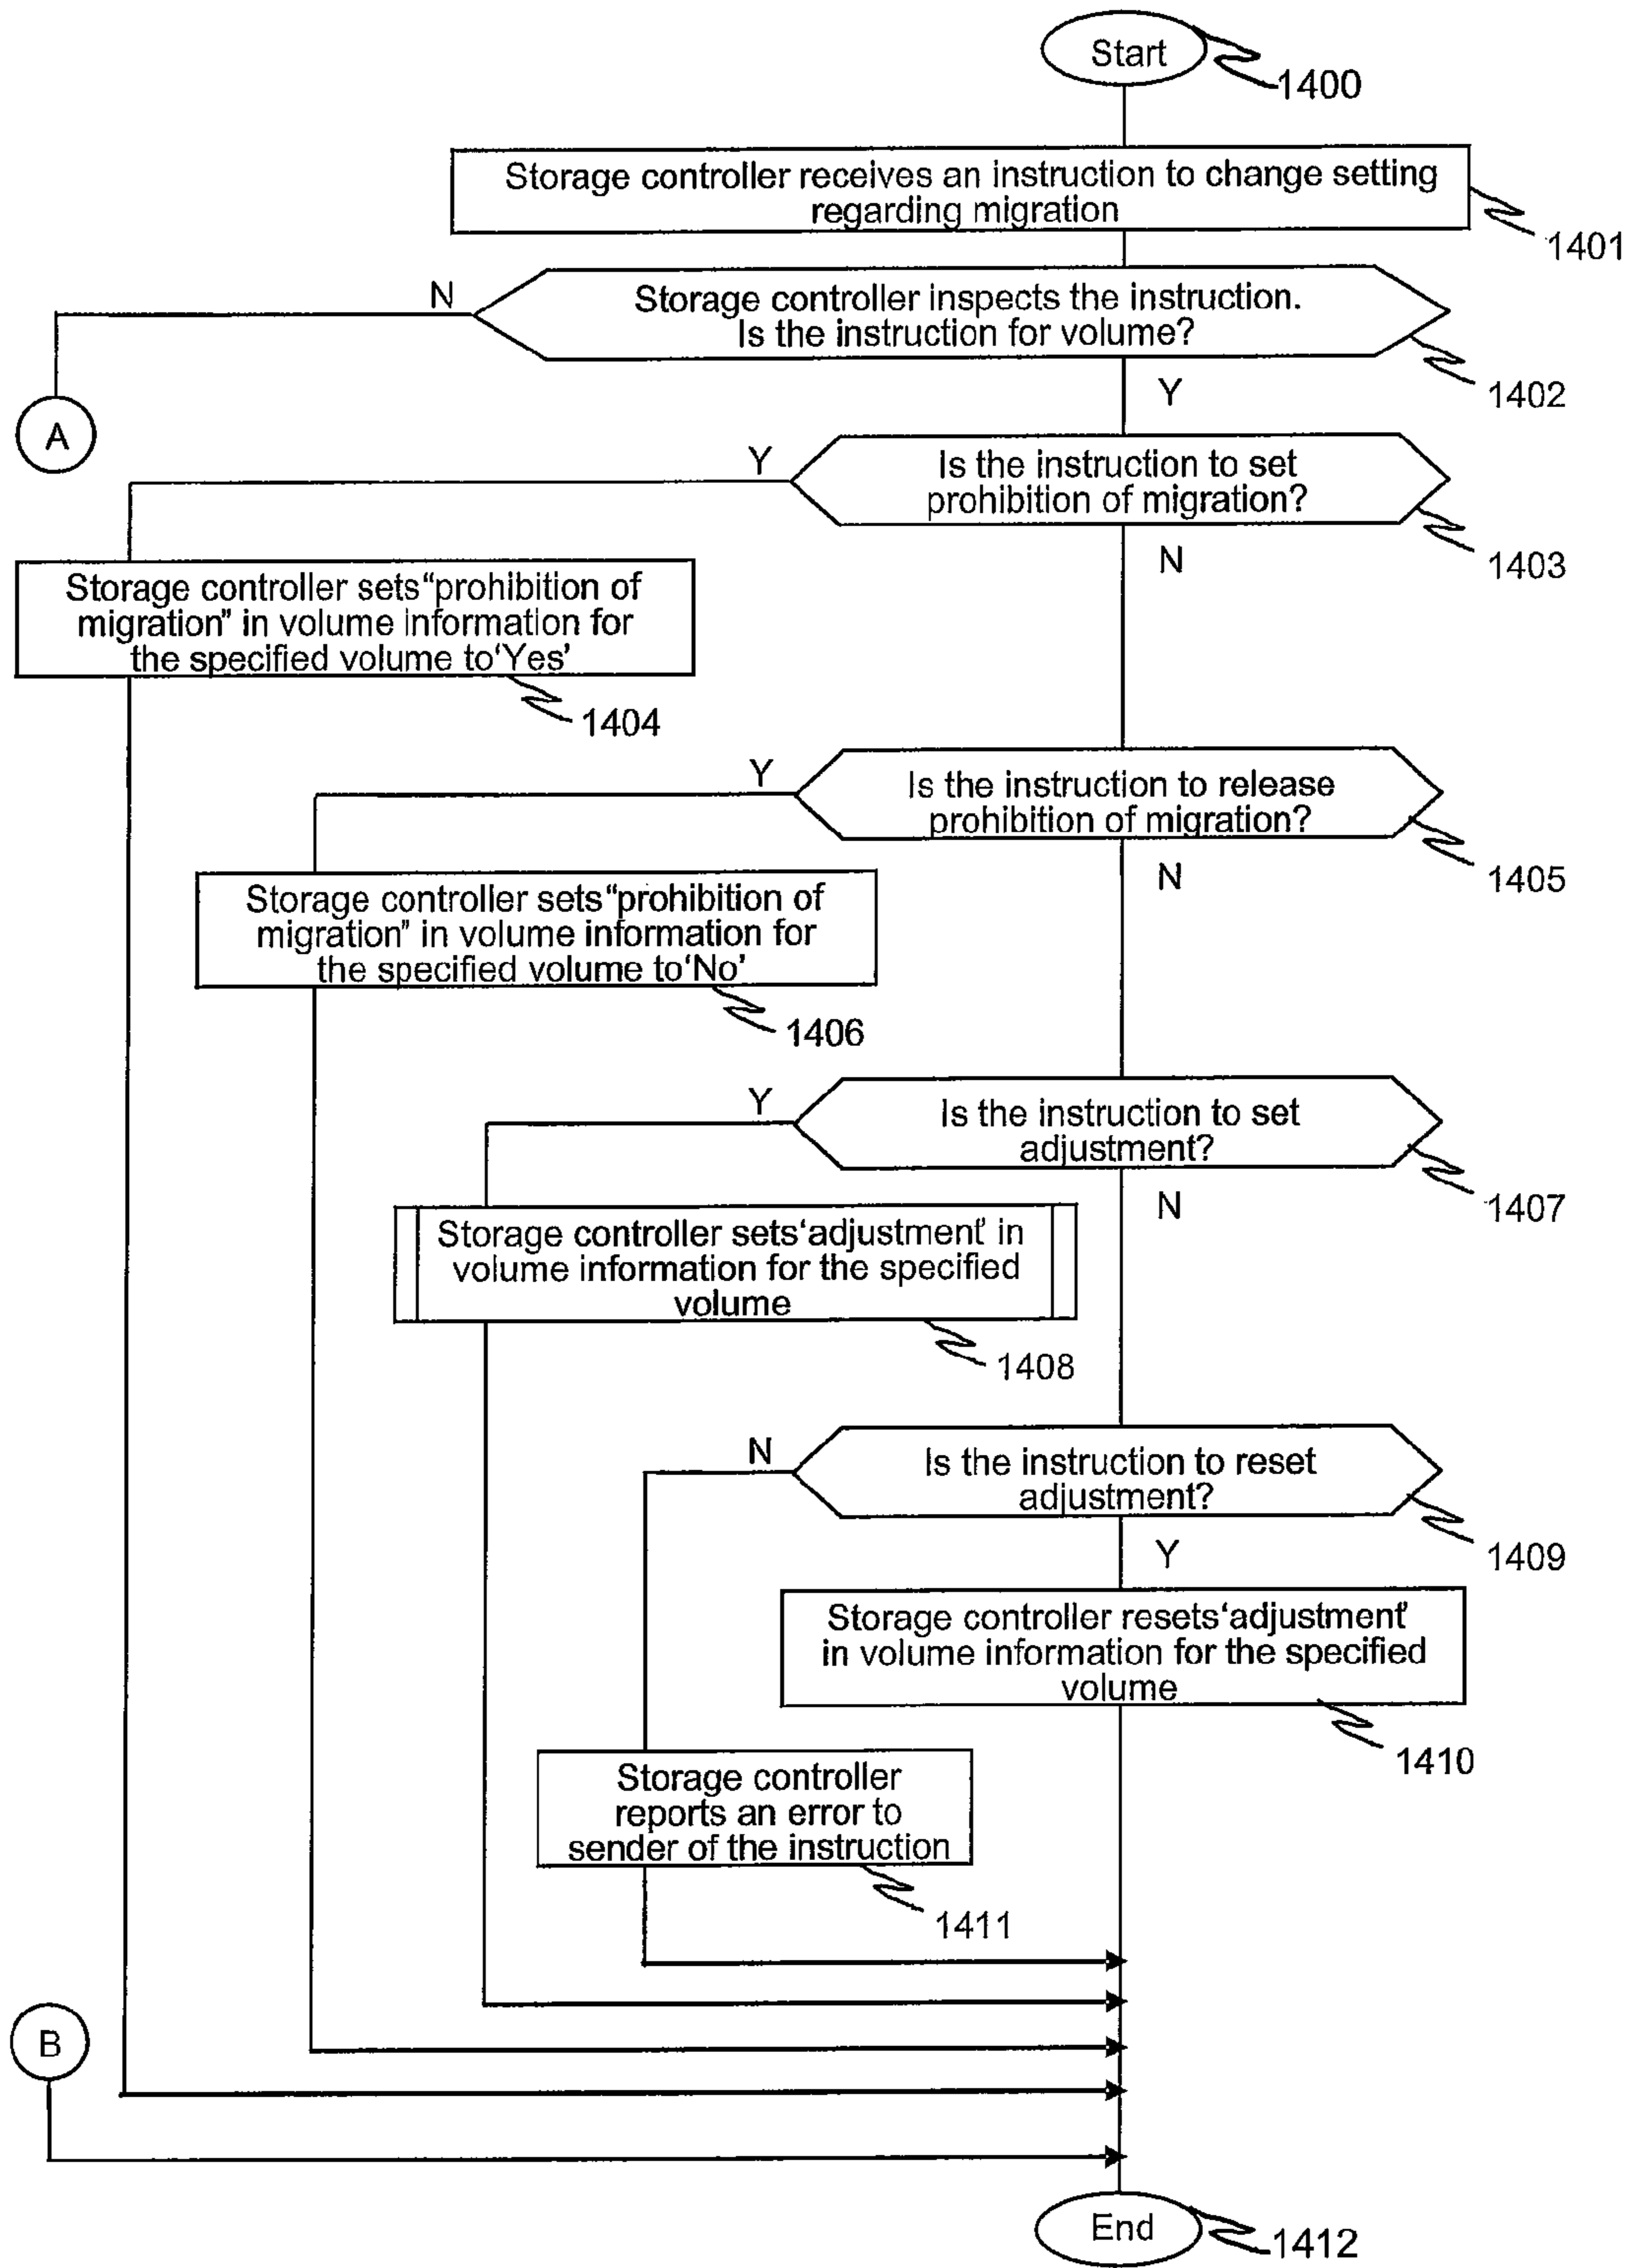 Start
1400
Storage controller receives an instruction to change setting
regarding migration
1401
N
Storage controller inspects the instruction.
Is the instruction for volume?
1402
Y
A
Y
Is the instruction to set
prohibition of migration?
1403
N
Storage controller sets "prohibition of
migration" in volume information for
the specified volume to 'Yes'
1404
Y
Is the instruction to release
prohibition of migration?
1405
N
Storage controller sets "prohibition of
migration" in volume information for
the specified volume to 'No'
1406
Y
Is the instruction to set
adjustment?
1407
N
Storage controller sets 'adjustment' in
volume information for the specified
volume
1408
N
Is the instruction to reset
adjustment?
1409
Y
Storage controller resets 'adjustment'
in volume information for the specified
volume
1410
Storage controller
reports an error to
sender of the instruction
1411
B
End
1412